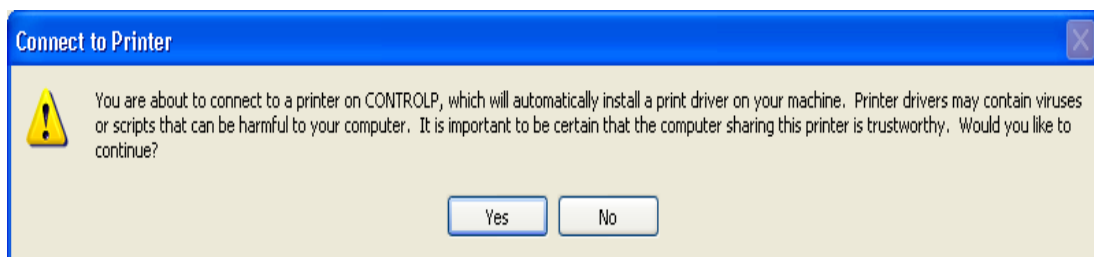 Connect to Printer
You are about to connect to a printer on CONTROLP, which will automatically install a print driver on your machine.  Printer drivers may contain viruses
or scripts that can be harmful to your computer.  It is important to be certain that the computer sharing this printer is trustworthy.  Would you like to
continue?
Yes No